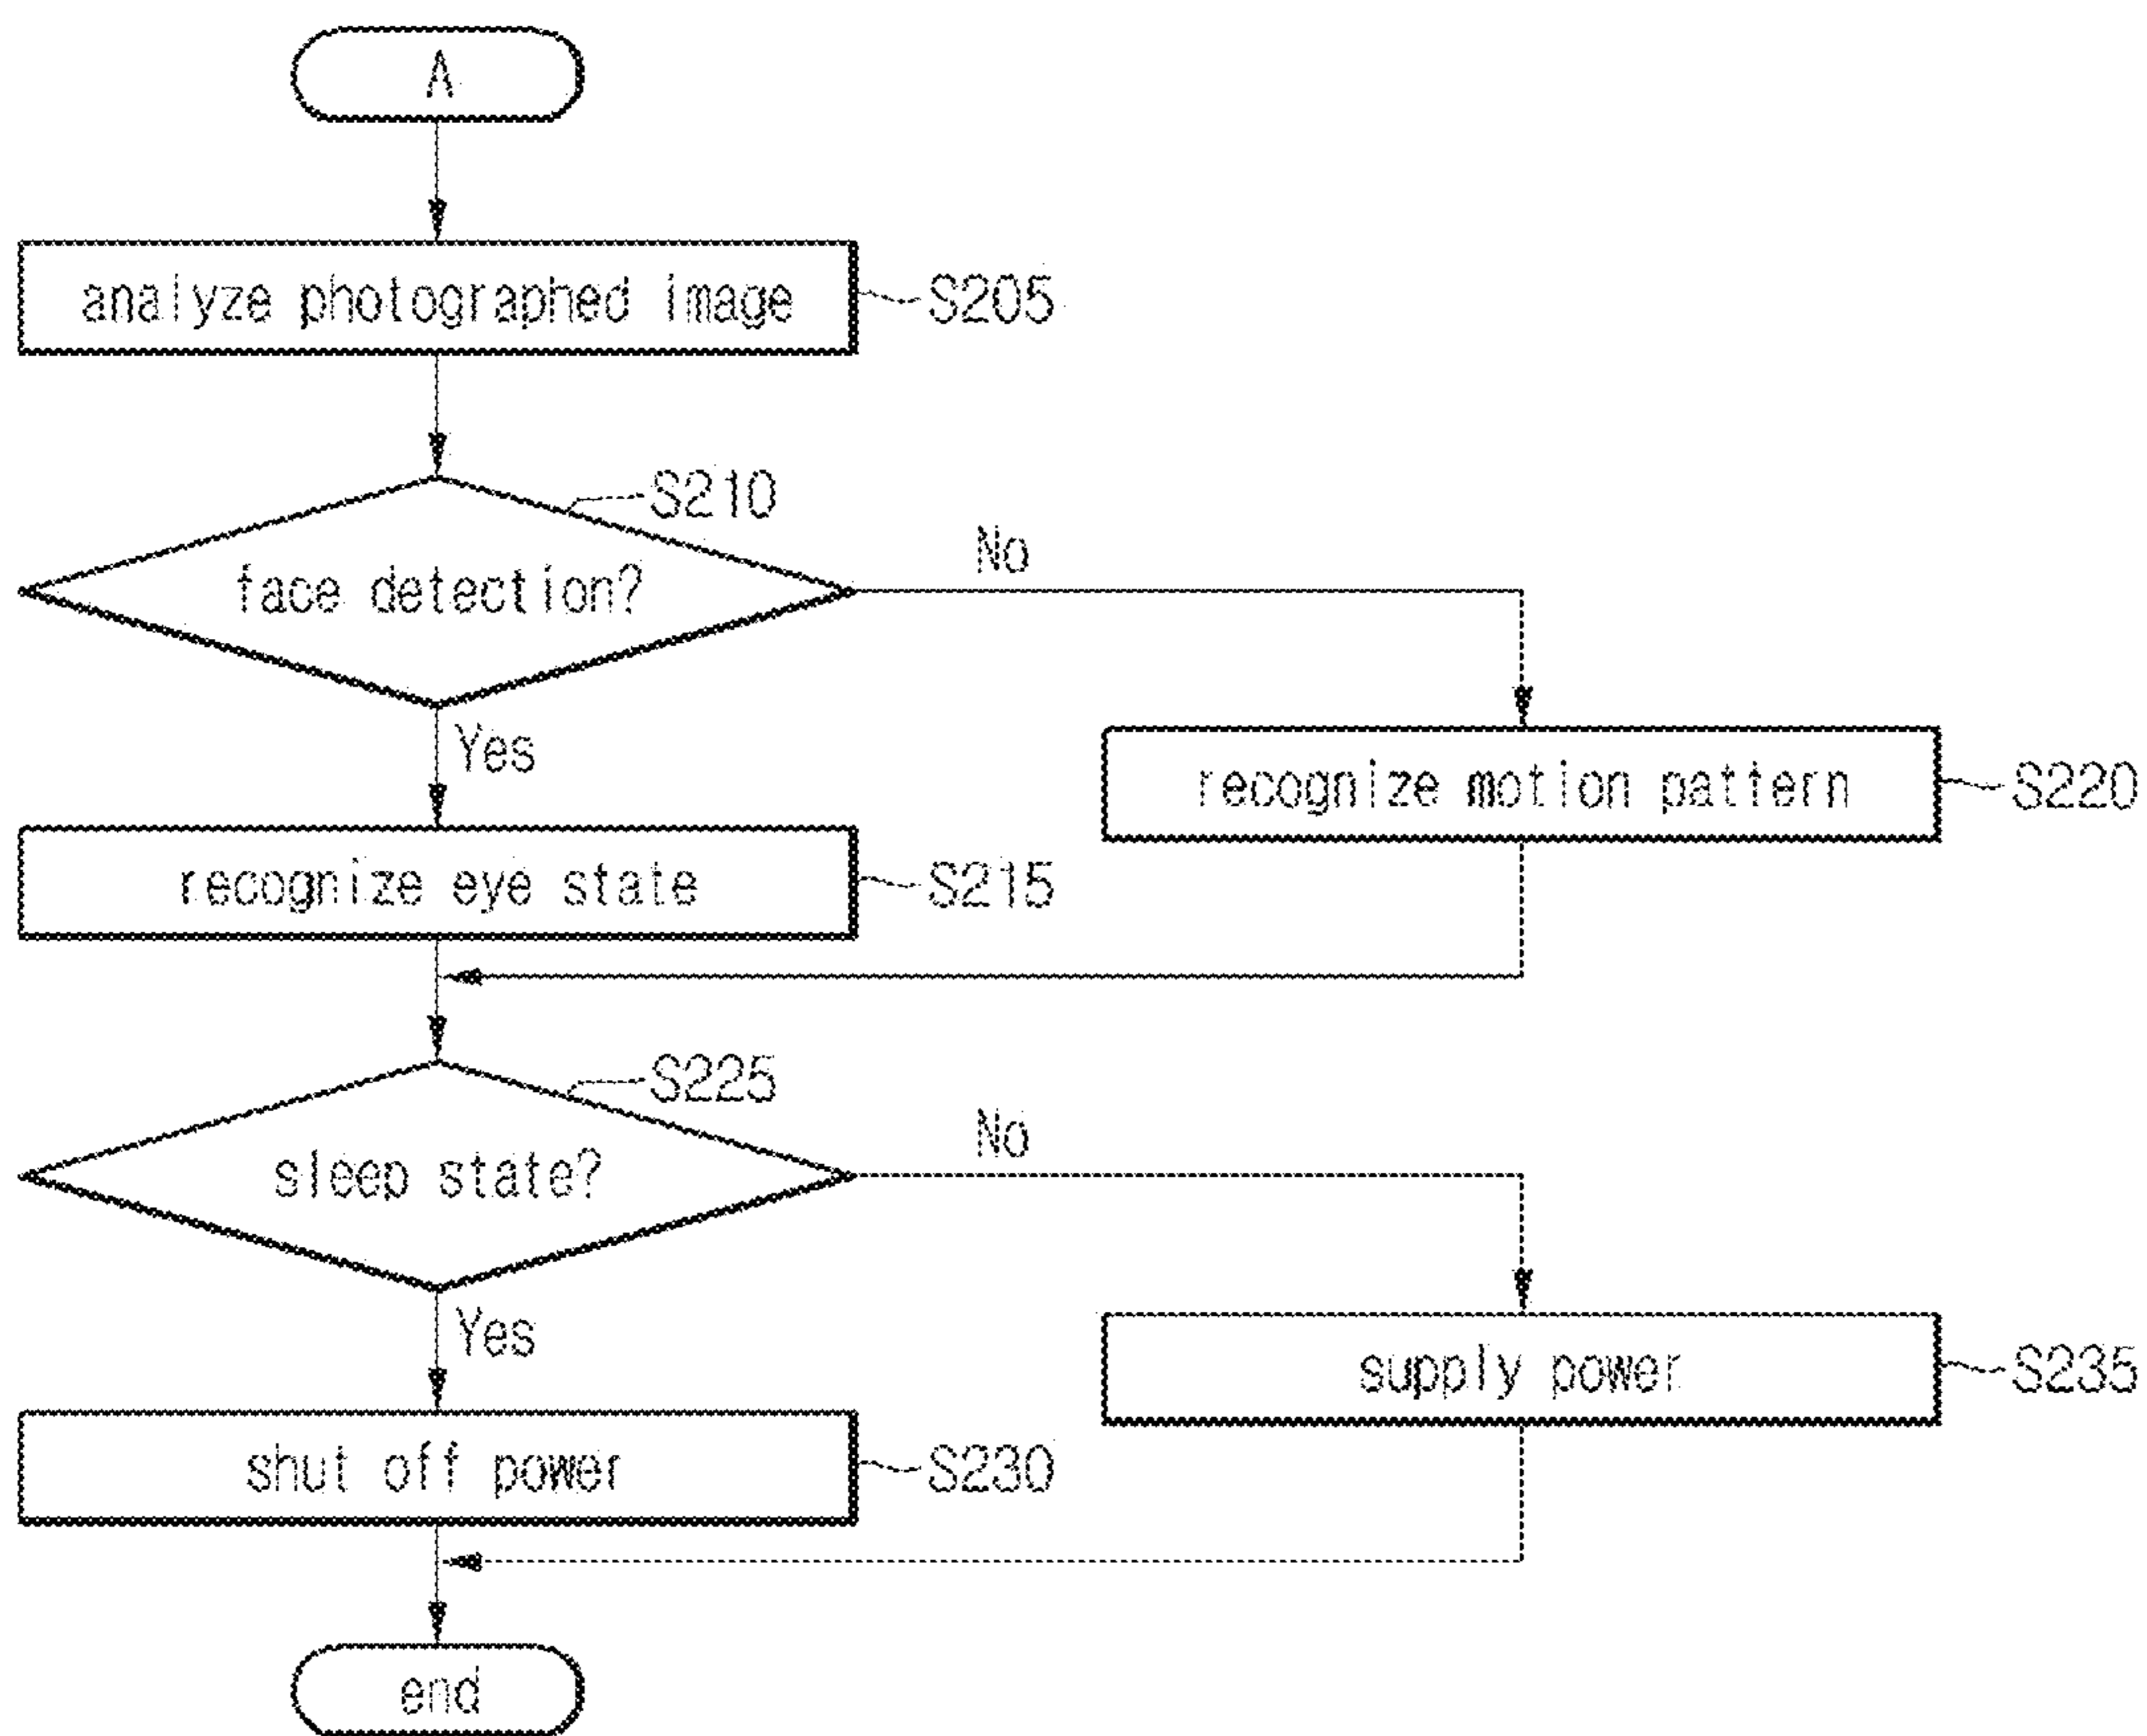 A
analyze photographed image
S205
S210
face detection?
No
Yes
recognize motion pattern
S220
recognize eye state
S215
S225
sleep state?
No
Yes
supply power
S235
shut off power
S230
end